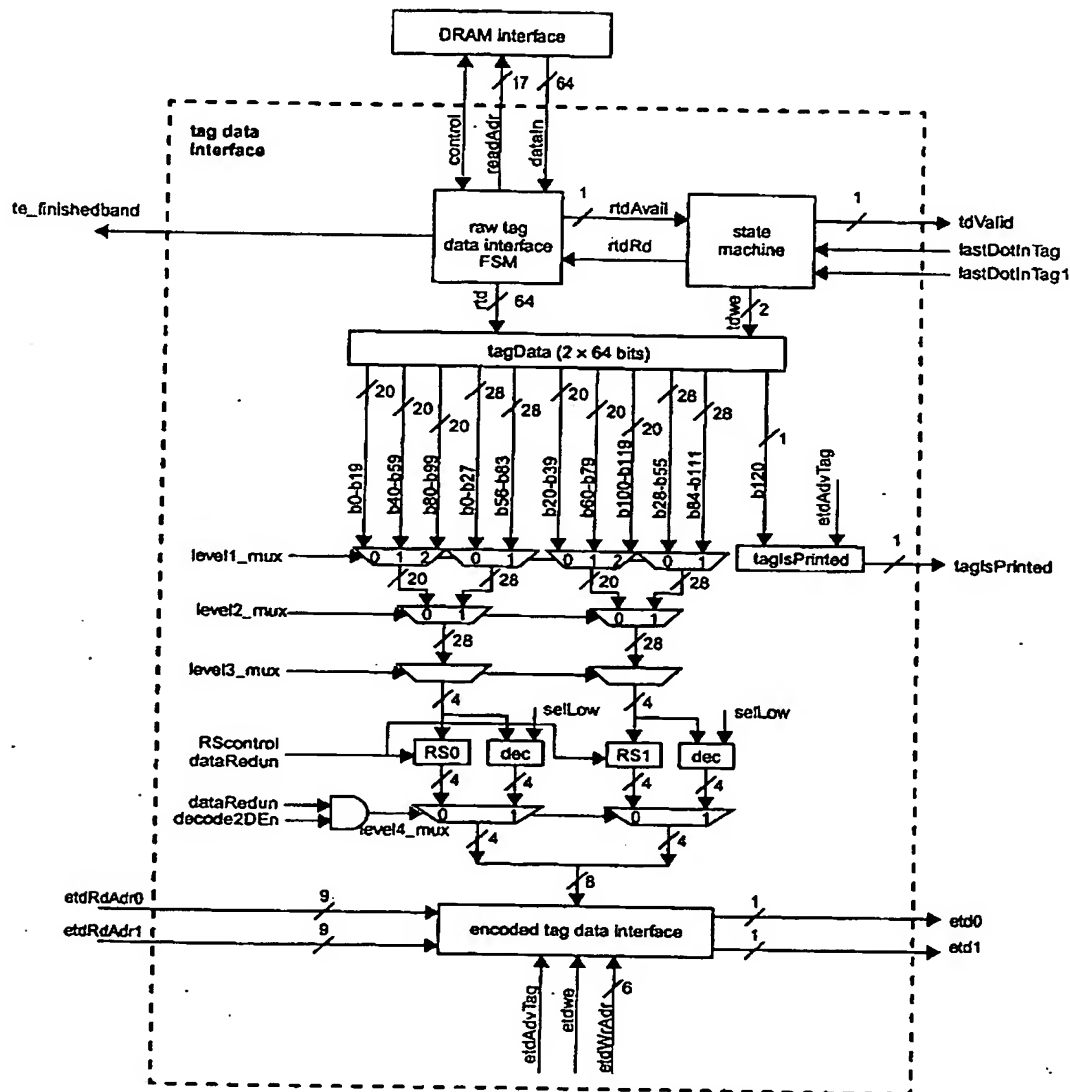 DRAM interface
17
64
tag data
interface
control
readAdr
dataIn
te_finishedband
raw tag
data interface
FSM
1
rtdAvail
rtdRd
state
machine
1
tdValid
lastDotInTag
lastDotInTag1
rtd
64
tdwe
2
tagData (2 × 64 bits)
20
20
20
28
28
20
20
20
28
28
1
b0-b19
b40-b59
b80-b99
b0-b27
b56-b83
b20-b39
b60-b79
b100-b119
b28-b55
b84-b111
b120
etdAdvTag
level1_mux
0 1 2
0 1
0 1 2
0 1
tagIsPrinted
1
tagIsPrinted
20
28
20
28
level2_mux
0 1
0 1
28
28
level3_mux
4
4
selLow
selLow
RScontrol
dataRedun
RS0
dec
RS1
dec
4
4
4
4
dataRedun
decode2DEn
level4_mux
0 1
0 1
4
4
8
etdRdAdr0
9
etdRdAdr1
9
encoded tag data interface
1
etd0
1
etd1
etdAdvTag
etdwe
etdWrAdr
6